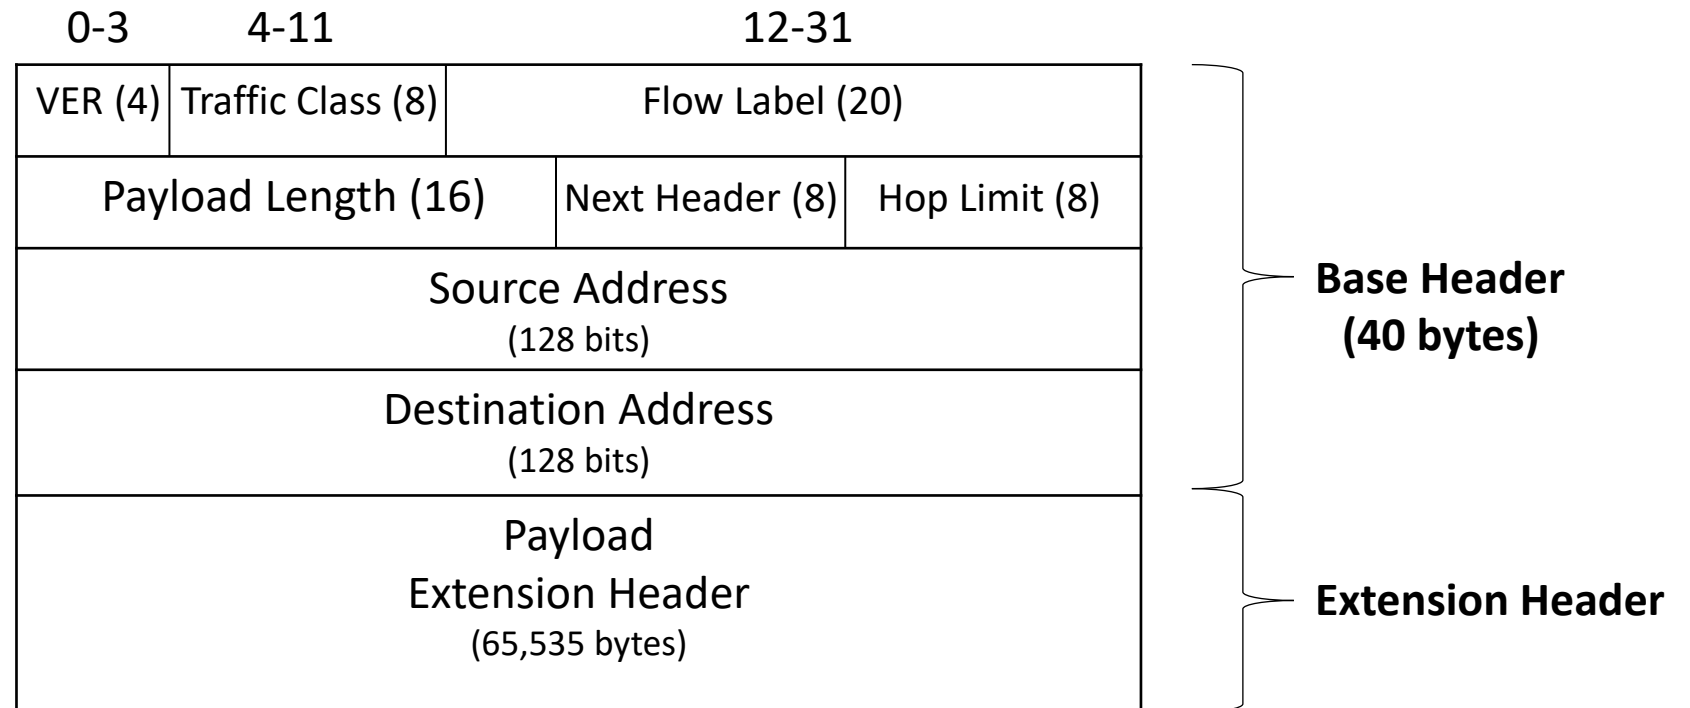 0-3 4-11 12-31
VER (4) Traffic Class (8) Flow Label (20)
Payload Length (16) Next Header (8) Hop Limit (8)
Source Address
(128 bits)
Destination Address
(128 bits)
Base Header
(40 bytes)
Payload
Extension Header
(65,535 bytes)
Extension Header